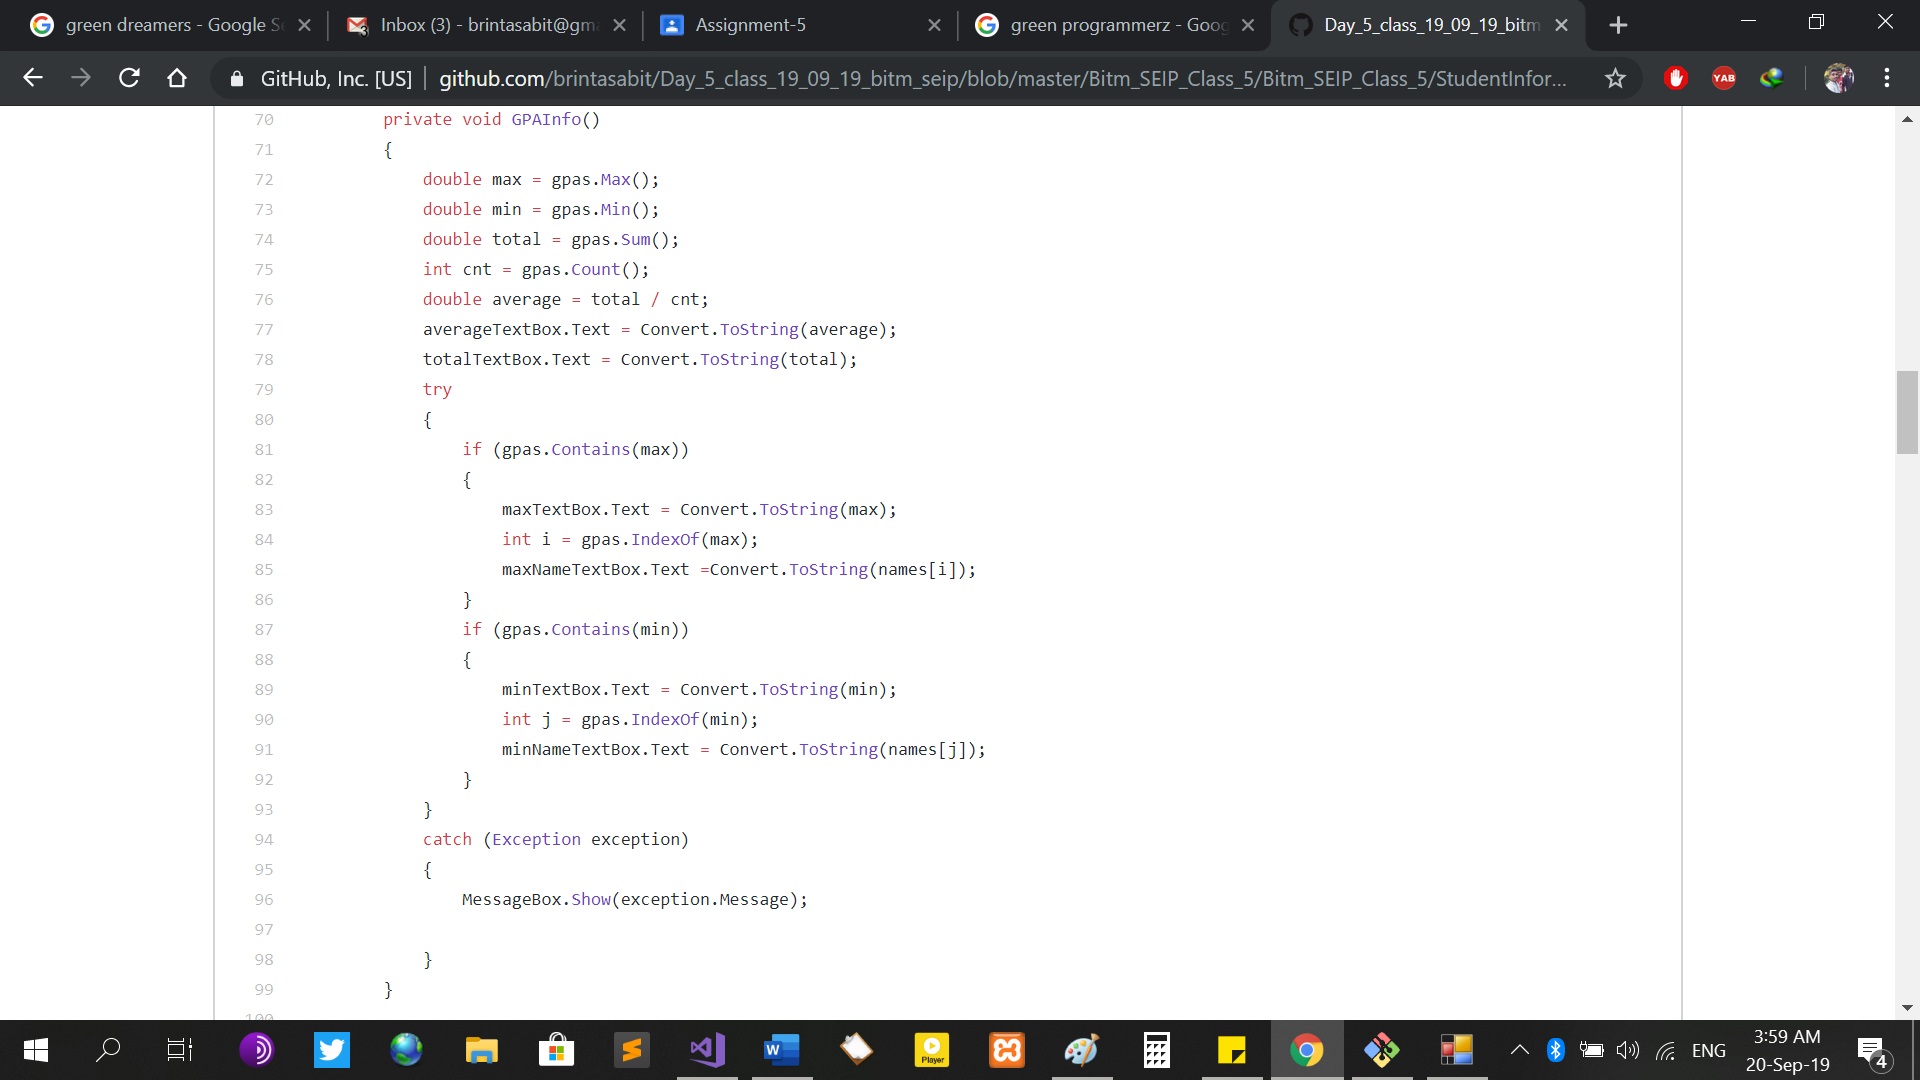 green dreamers - Google S
Inbox (3) - brintasabit@gm
Assignment-5
green programmerz - Goog
Day_5_class_19_09_19_bitm
GitHub, Inc. [US]
github.com/brintasabit/Day_5_class_19_09_19_bitm_seip/blob/master/Bitm_SEIP_Class_5/Bitm_SEIP_Class_5/StudentInfor...
YAB
70 private void GPAInfo()
71 {
72 double max = gpas.Max();
73 double min = gpas.Min();
74 double total = gpas.Sum();
75 int cnt = gpas.Count();
76 double average = total / cnt;
77 averageTextBox.Text = Convert.ToString(average);
78 totalTextBox.Text = Convert.ToString(total);
79 try
80 {
81 if (gpas.Contains(max))
82 {
83 maxTextBox.Text = Convert.ToString(max);
84 int i = gpas.IndexOf(max);
85 maxNameTextBox.Text =Convert.ToString(names[i]);
86 }
87 if (gpas.Contains(min))
88 {
89 minTextBox.Text = Convert.ToString(min);
90 int j = gpas.IndexOf(min);
91 minNameTextBox.Text = Convert.ToString(names[j]);
92 }
93 }
94 catch (Exception exception)
95 {
96 MessageBox.Show(exception.Message);
97
98 }
99 }
100
Player
ENG
3:59 AM
20-Sep-19
4